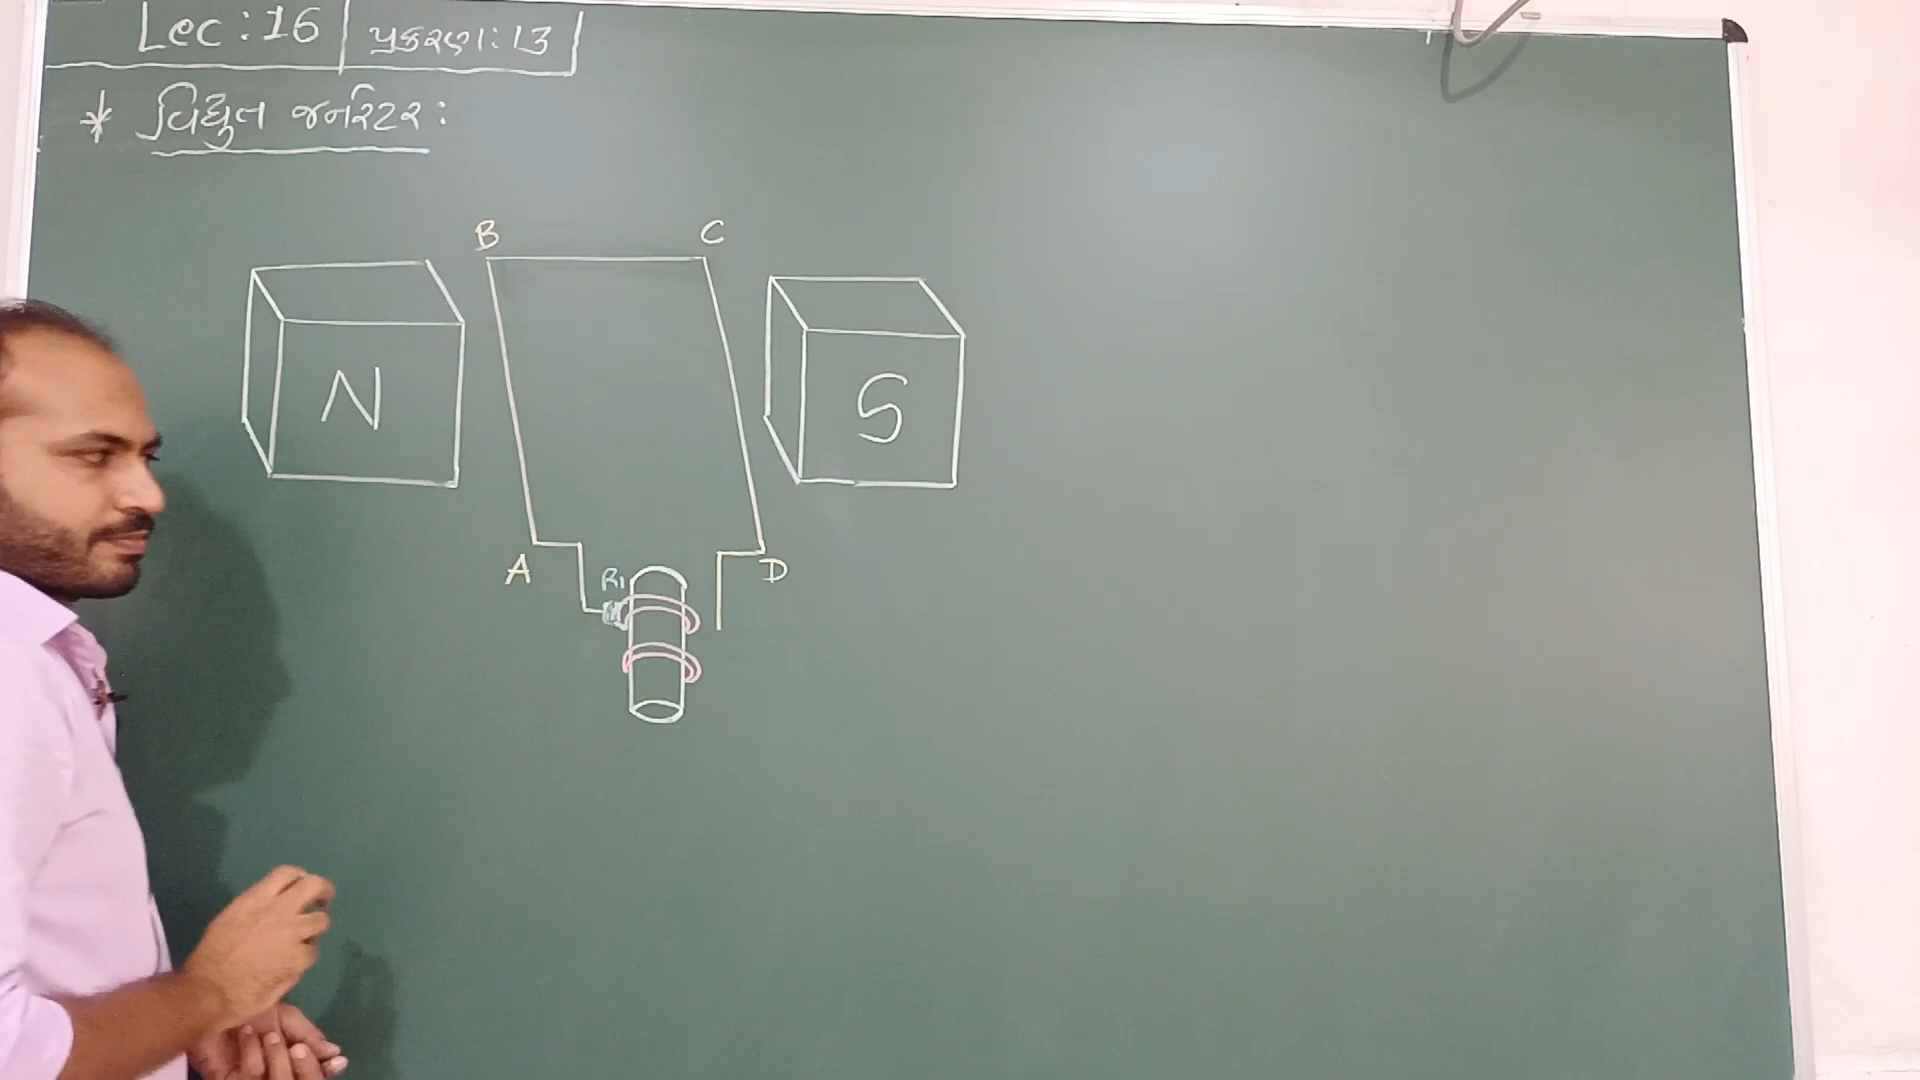 Lec : 16 | પ્રકરણ : 13
* વિદ્યુત જનરેટર :
B C
N S
A D
R1